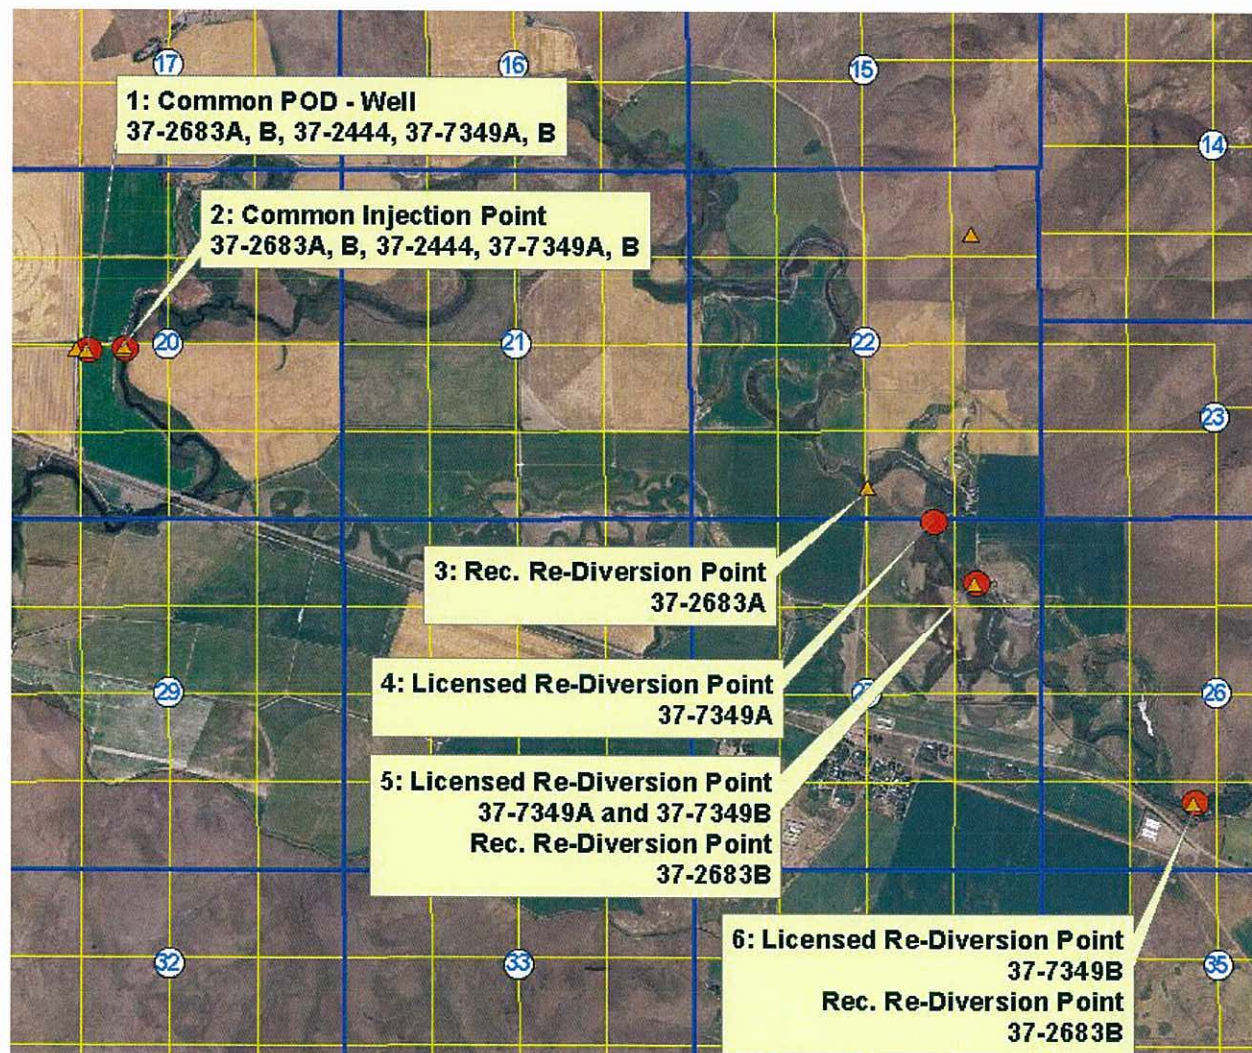 17
16
15
14
1: Common POD - Well
37-2683A, B, 37-2444, 37-7349A, B
2: Common Injection Point
37-2683A, B, 37-2444, 37-7349A, B
20
21
22
23
3: Rec. Re-Diversion Point
37-2683A
4: Licensed Re-Diversion Point
37-7349A
29
26
5: Licensed Re-Diversion Point
37-7349A and 37-7349B
Rec. Re-Diversion Point
37-2683B
6: Licensed Re-Diversion Point
37-7349B
Rec. Re-Diversion Point
37-2683B
32
33
35